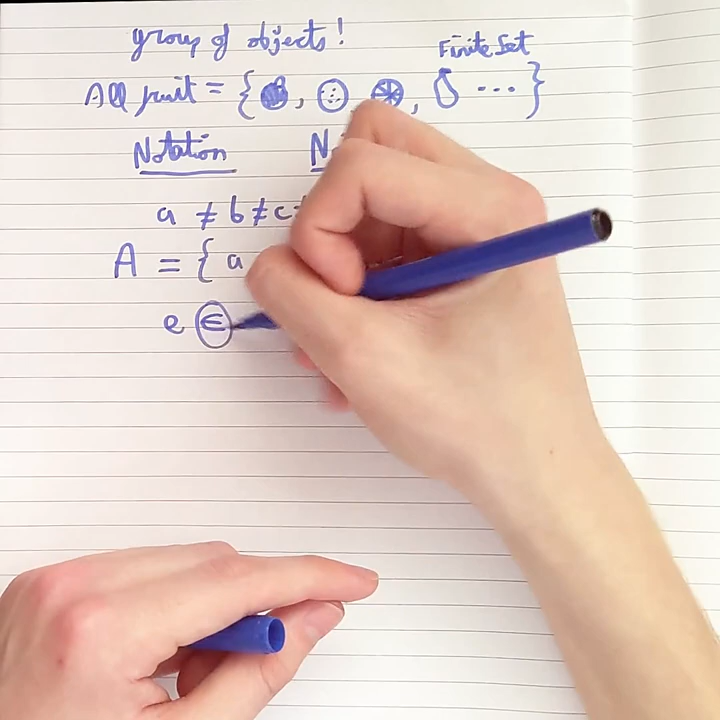 group of objects!
Finite Set
All fruit = { , , , ... }
Notation N
a ≠ b ≠ c ≠
A = { a
e ∈